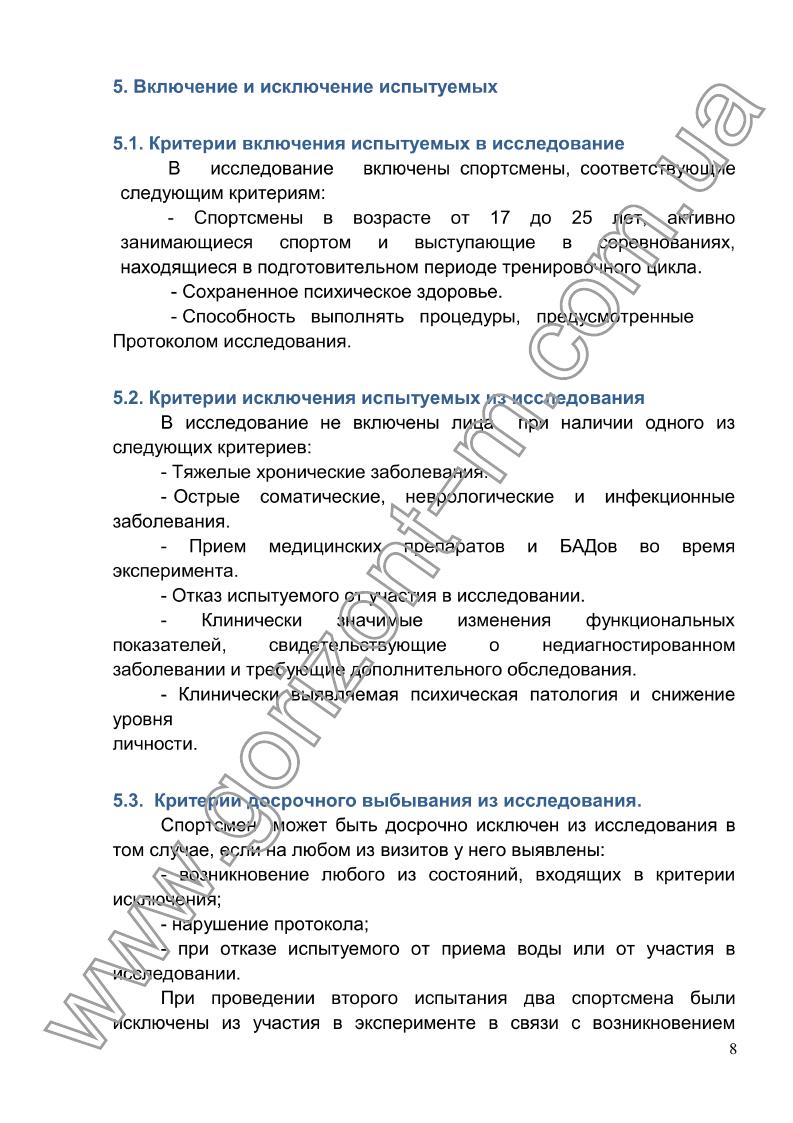 5. Включение и исключение испытуемых
5.1. Критерии включения испытуемых в исследование
В исследование включены спортсмены, соответствующие
следующим критериям:
- Спортсмены в возрасте от 17 до 25 лет, активно
занимающиеся спортом и выступающие в соревнованиях,
находящиеся в подготовительном периоде тренировочного цикла.
- Сохраненное психическое здоровье.
- Способность выполнять процедуры, предусмотренные
Протоколом исследования.
5.2. Критерии исключения испытуемых из исследования
В исследование не включены лица при наличии одного из
следующих критериев:
- Тяжелые хронические заболевания.
- Острые соматические, неврологические и инфекционные
заболевания.
- Прием медицинских препаратов и БАДов во время
эксперимента.
- Отказ испытуемого от участия в исследовании.
- Клинически значимые изменения функциональных
показателей, свидетельствующие о недиагностированном
заболевании и требующие дополнительного обследования.
- Клинически выявляемая психическая патология и снижение
уровня
личности.
5.3. Критерии досрочного выбывания из исследования.
Спортсмен может быть досрочно исключен из исследования в
том случае, если на любом из визитов у него выявлены:
- возникновение любого из состояний, входящих в критерии
исключения;
- нарушение протокола;
- при отказе испытуемого от приема воды или от участия в
исследовании.
При проведении второго испытания два спортсмена были
исключены из участия в эксперименте в связи с возникновением
8
www.gorizont-m.com.ua